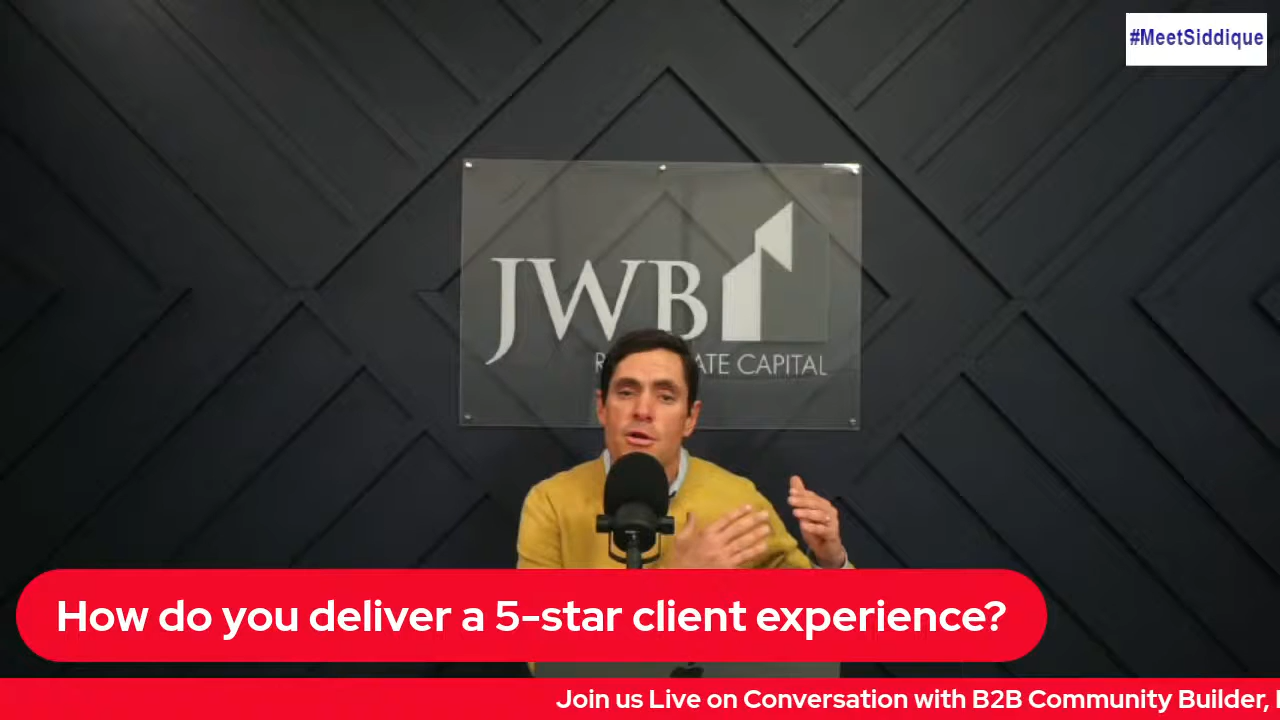 #MeetSiddique
JWB
CAPITAL
How do you deliver a 5-star client experience?
Join us Live on Conversation with B2B Community Builder,